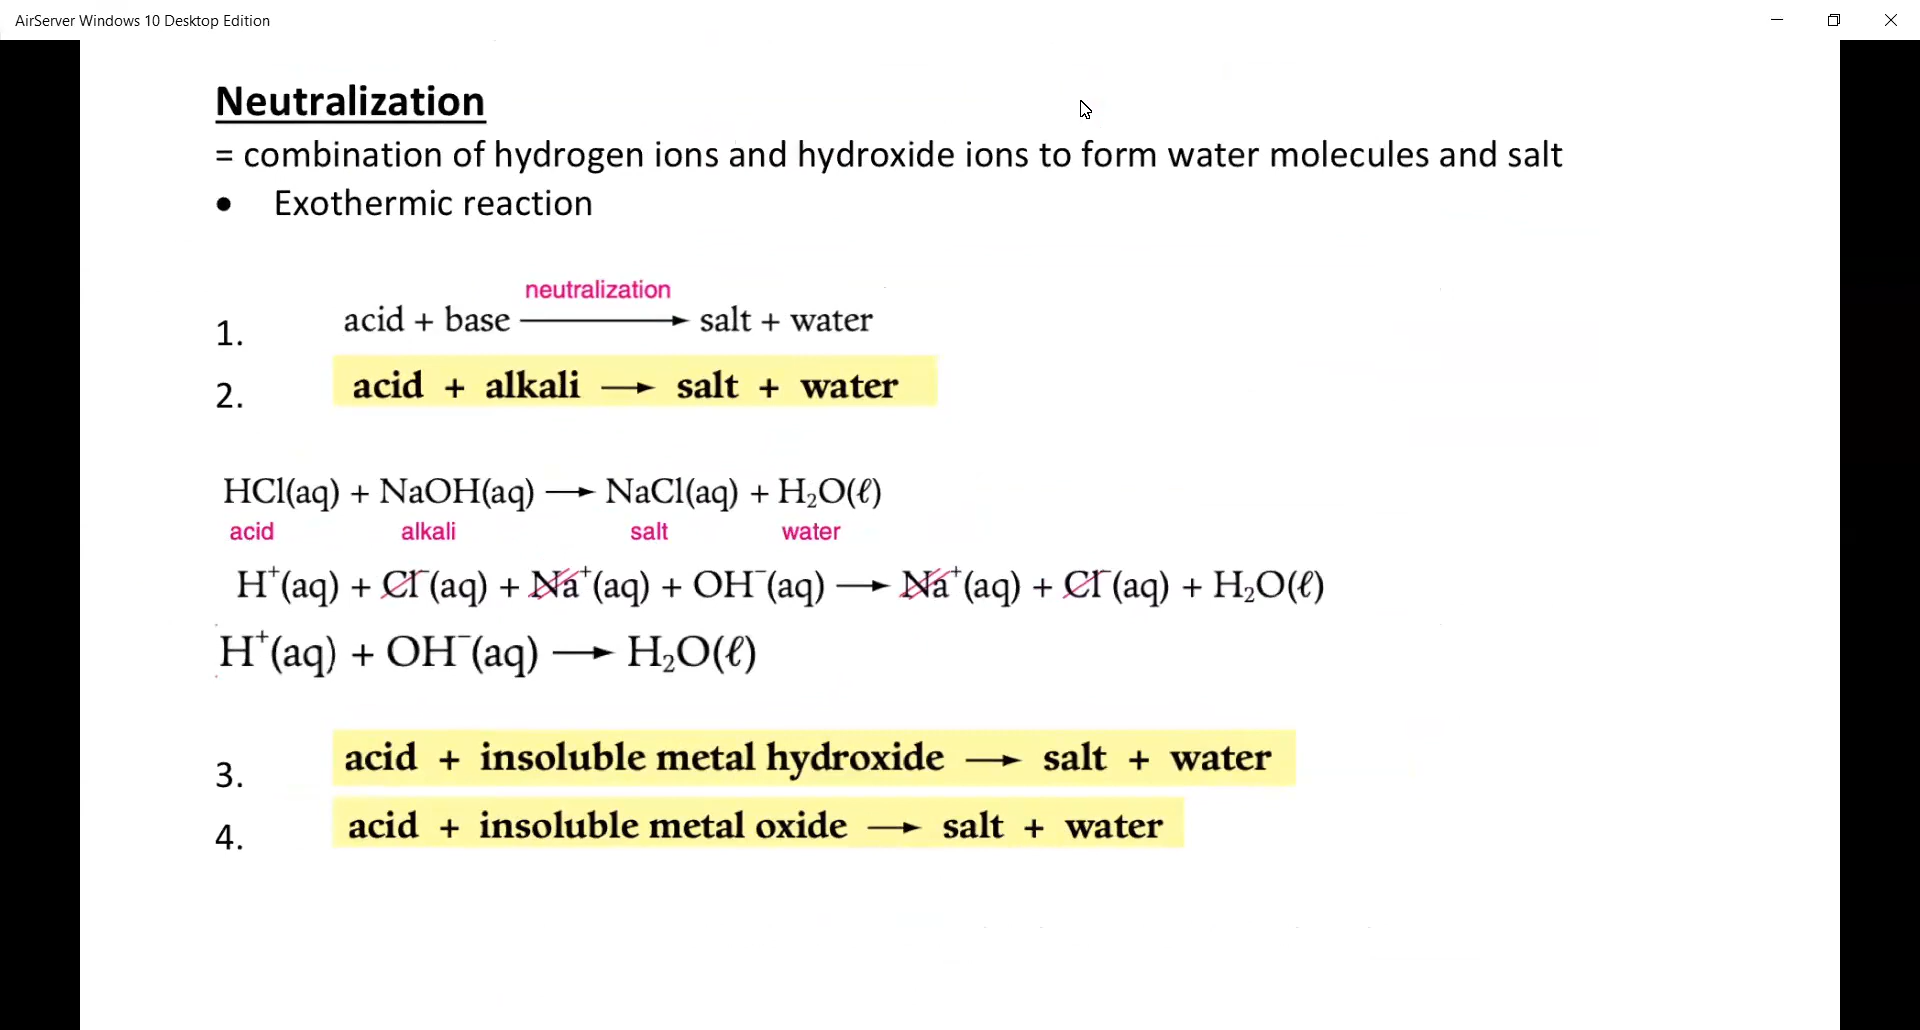 AirServer Windows 10 Desktop Edition
Neutralization
= combination of hydrogen ions and hydroxide ions to form water molecules and salt
• Exothermic reaction
neutralization
1. acid + base ⟶ salt + water
2. acid + alkali ⟶ salt + water
HCl(aq) + NaOH(aq) ⟶ NaCl(aq) + H₂O(ℓ)
acid alkali salt water
H⁺(aq) + Cl⁻(aq) + Na⁺(aq) + OH⁻(aq) ⟶ Na⁺(aq) + Cl⁻(aq) + H₂O(ℓ)
H⁺(aq) + OH⁻(aq) ⟶ H₂O(ℓ)
3. acid + insoluble metal hydroxide ⟶ salt + water
4. acid + insoluble metal oxide ⟶ salt + water